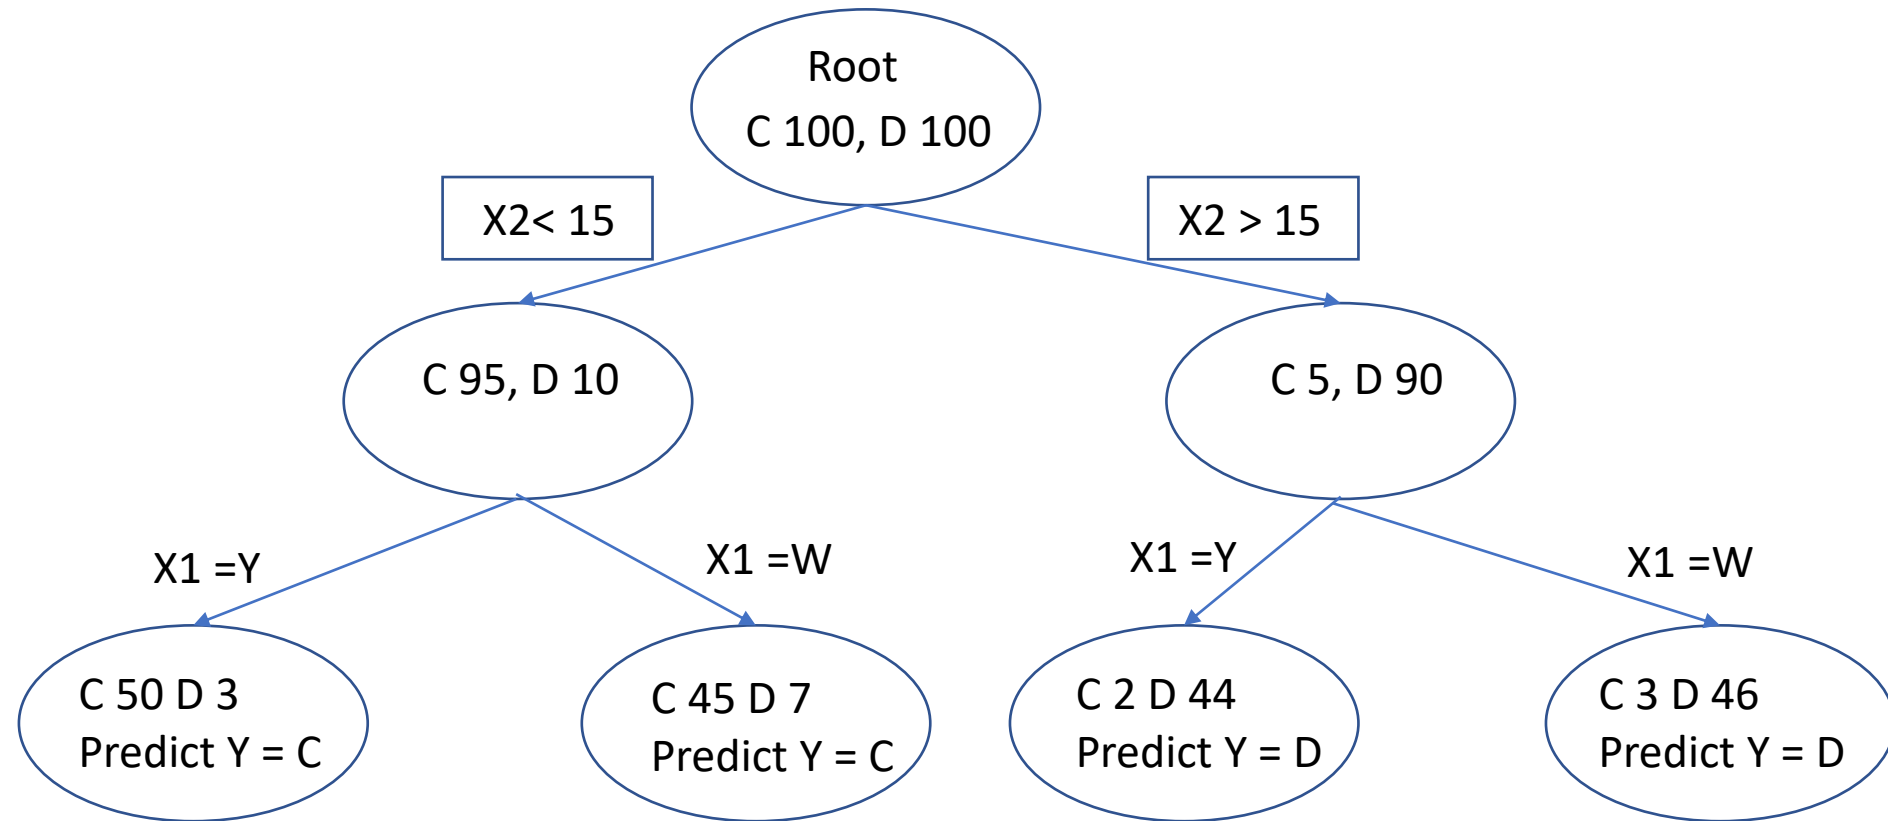 Root
C 100, D 100
X2< 15
X2 > 15
C 95, D 10
C 5, D 90
X1 =Y
X1 =W
X1 =Y
X1 =W
C 50 D 3
Predict Y = C
C 45 D 7
Predict Y = C
C 2 D 44
Predict Y = D
C 3 D 46
Predict Y = D